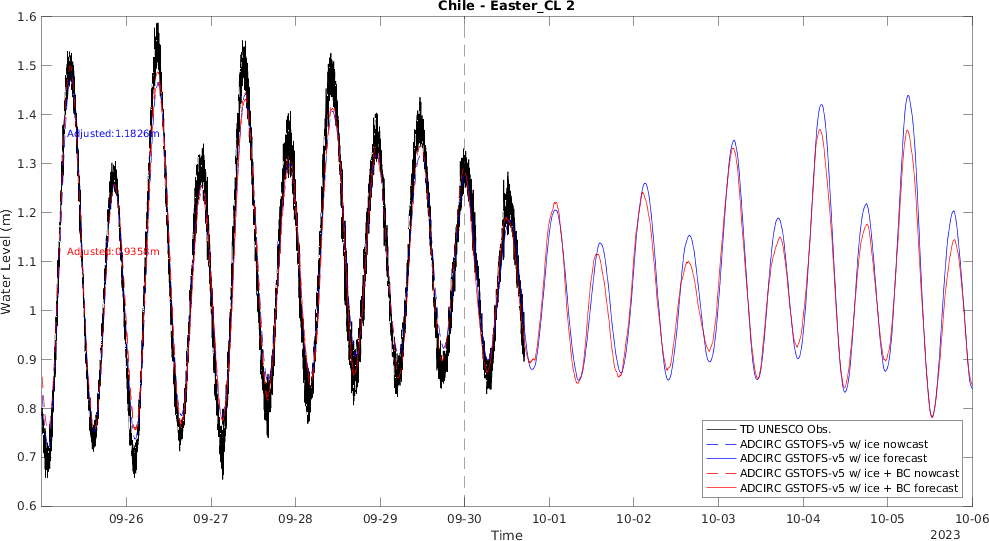 Chile - Easter_CL 2
1.6
1.5
1.4
1.3
1.2
1.1
1
0.9
0.8
0.7
0.6
Water Level (m)
Adjusted:1.1826m
Adjusted:0.9358m
TD UNESCO Obs.
ADCIRC GSTOFS-v5 w/ ice nowcast
ADCIRC GSTOFS-v5 w/ ice forecast
ADCIRC GSTOFS-v5 w/ ice + BC nowcast
ADCIRC GSTOFS-v5 w/ ice + BC forecast
09-26 09-27 09-28 09-29 09-30 10-01 10-02 10-03 10-04 10-05 10-06
Time
2023